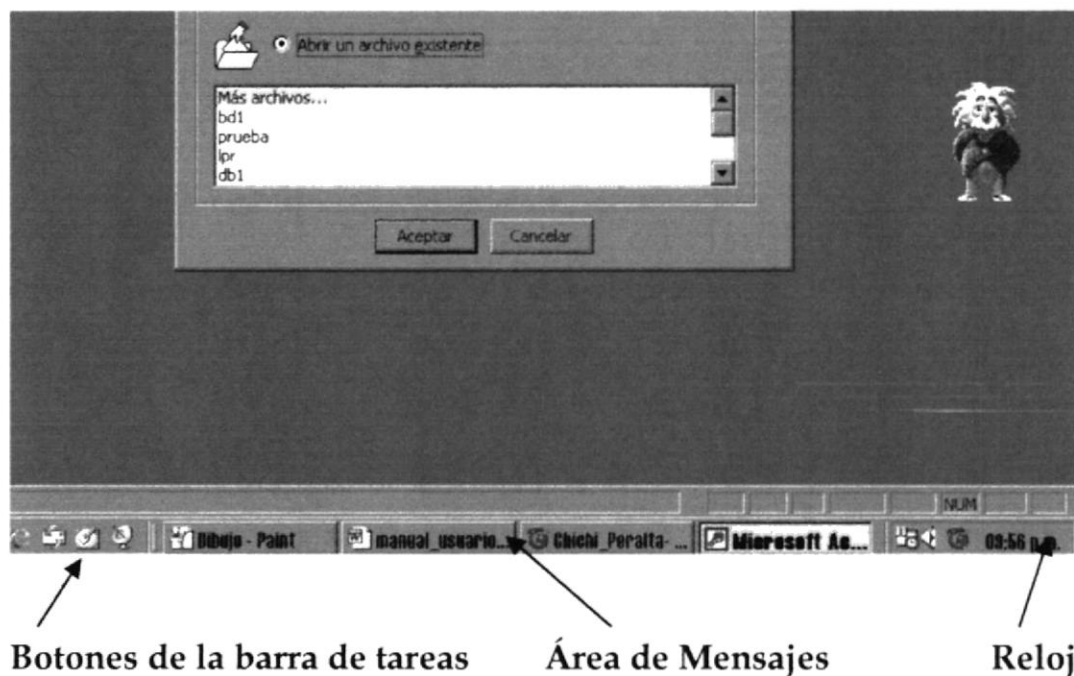 Abrir un archivo existente
Más archivos...
bd1
prueba
lpr
db1
Aceptar Cancelar
NUM
Dibujo - Paint manual_usuario... Chichi_Peralta- ... Microsoft Ac... 09:56 p.m.
Botones de la barra de tareas Área de Mensajes Reloj